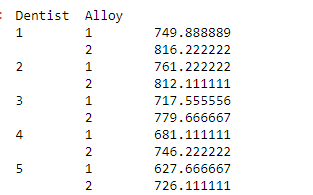 Dentist  Alloy
1        1        749.888889
         2        816.222222
2        1        761.222222
         2        812.111111
3        1        717.555556
         2        779.666667
4        1        681.111111
         2        746.222222
5        1        627.666667
         2        726.111111